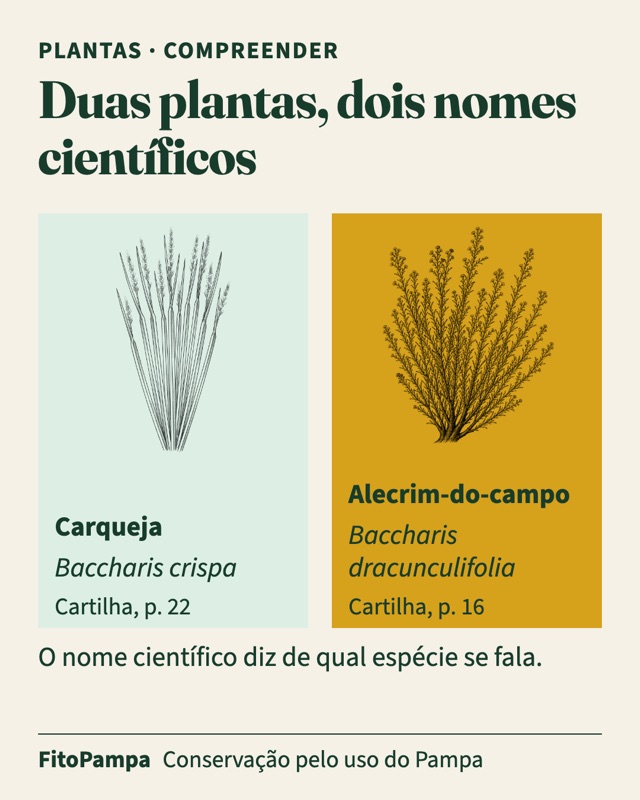 PLANTAS · COMPREENDER
Duas plantas, dois nomes
científicos
Carqueja
Baccharis crispa
Cartilha, p. 22
Alecrim-do-campo
Baccharis
dracunculifolia
Cartilha, p. 16
O nome científico diz de qual espécie se fala.
FitoPampa Conservação pelo uso do Pampa